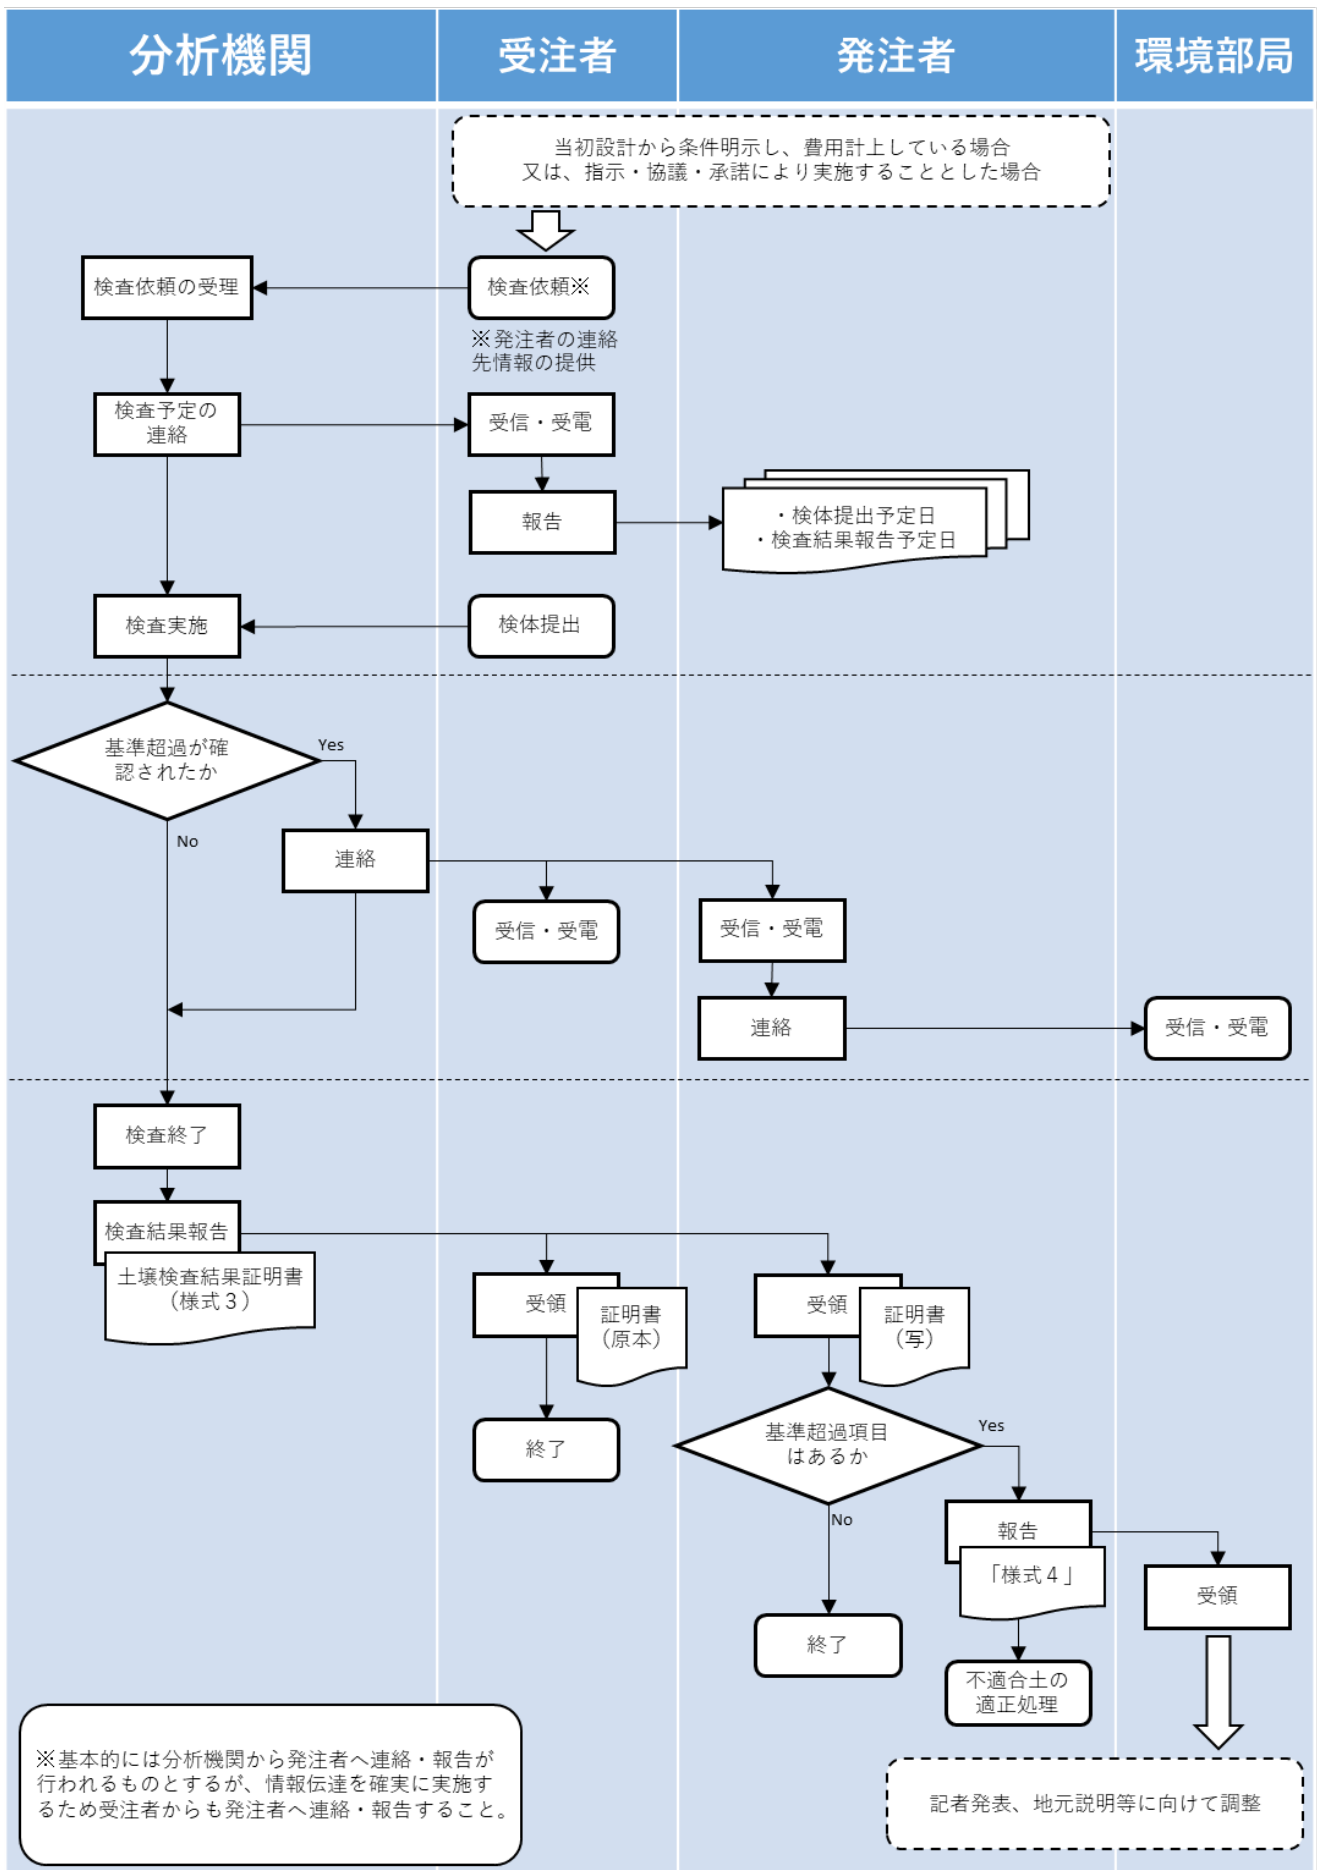 分析機関
受注者
発注者
環境部局
当初設計から条件明示し、費用計上している場合
又は、指示・協議・承諾により実施することとした場合
検査依頼の受理
検査依頼※
※発注者の連絡
先情報の提供
検査予定の
連絡
受信・受電
報告
・検体提出予定日
・検査結果報告予定日
検査実施
検体提出
基準超過が確
認されたか
Yes
No
連絡
受信・受電
受信・受電
連絡
受信・受電
検査終了
検査結果報告
土壌検査結果証明書
（様式３）
受領
証明書
（原本）
受領
証明書
（写）
終了
基準超過項目
はあるか
Yes
No
報告
「様式４」
受領
終了
不適合土の
適正処理
※基本的には分析機関から発注者へ連絡・報告が
行われるものとするが、情報伝達を確実に実施す
るため受注者からも発注者へ連絡・報告すること。
記者発表、地元説明等に向けて調整